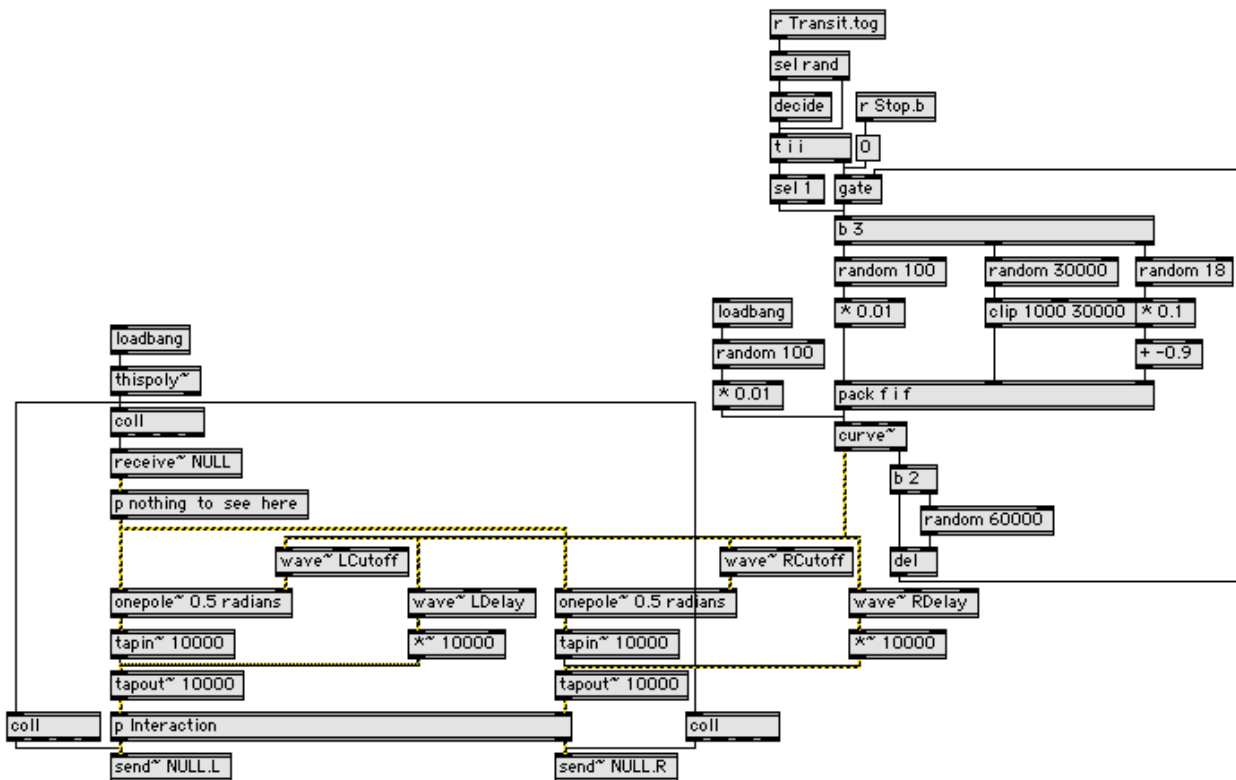 r Transit.tog
sel rand
decide
r Stop.b
t i i
0
sel 1
gate
b 3
random 100
random 30000
random 18
loadbang
* 0.01
clip 1000 30000
* 0.1
loadbang
random 100
+ -0.9
thispoly~
* 0.01
pack f i f
coll
curve~
receive~ NULL
b 2
p nothing to see here
random 60000
wave~ LCutoff
wave~ RCutoff
del
onepole~ 0.5 radians
wave~ LDelay
onepole~ 0.5 radians
wave~ RDelay
tapin~ 10000
*~ 10000
tapin~ 10000
*~ 10000
tapout~ 10000
tapout~ 10000
coll
p Interaction
coll
send~ NULL.L
send~ NULL.R